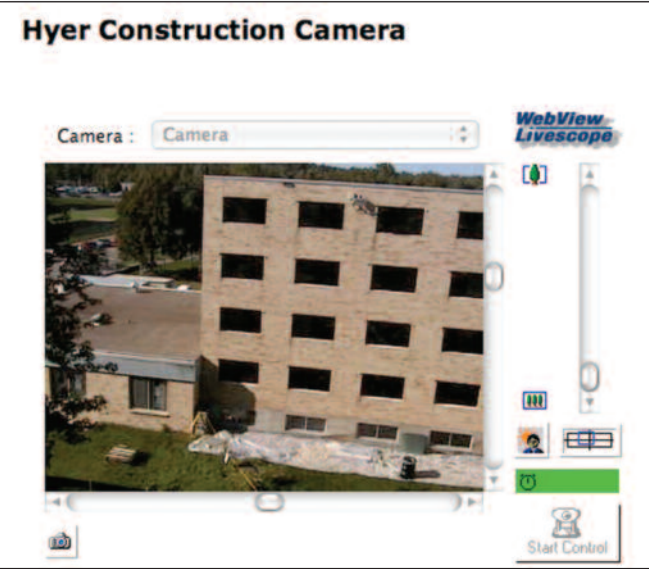 Hyer Construction Camera
Camera : Camera
WebView
Livescope
Start Control